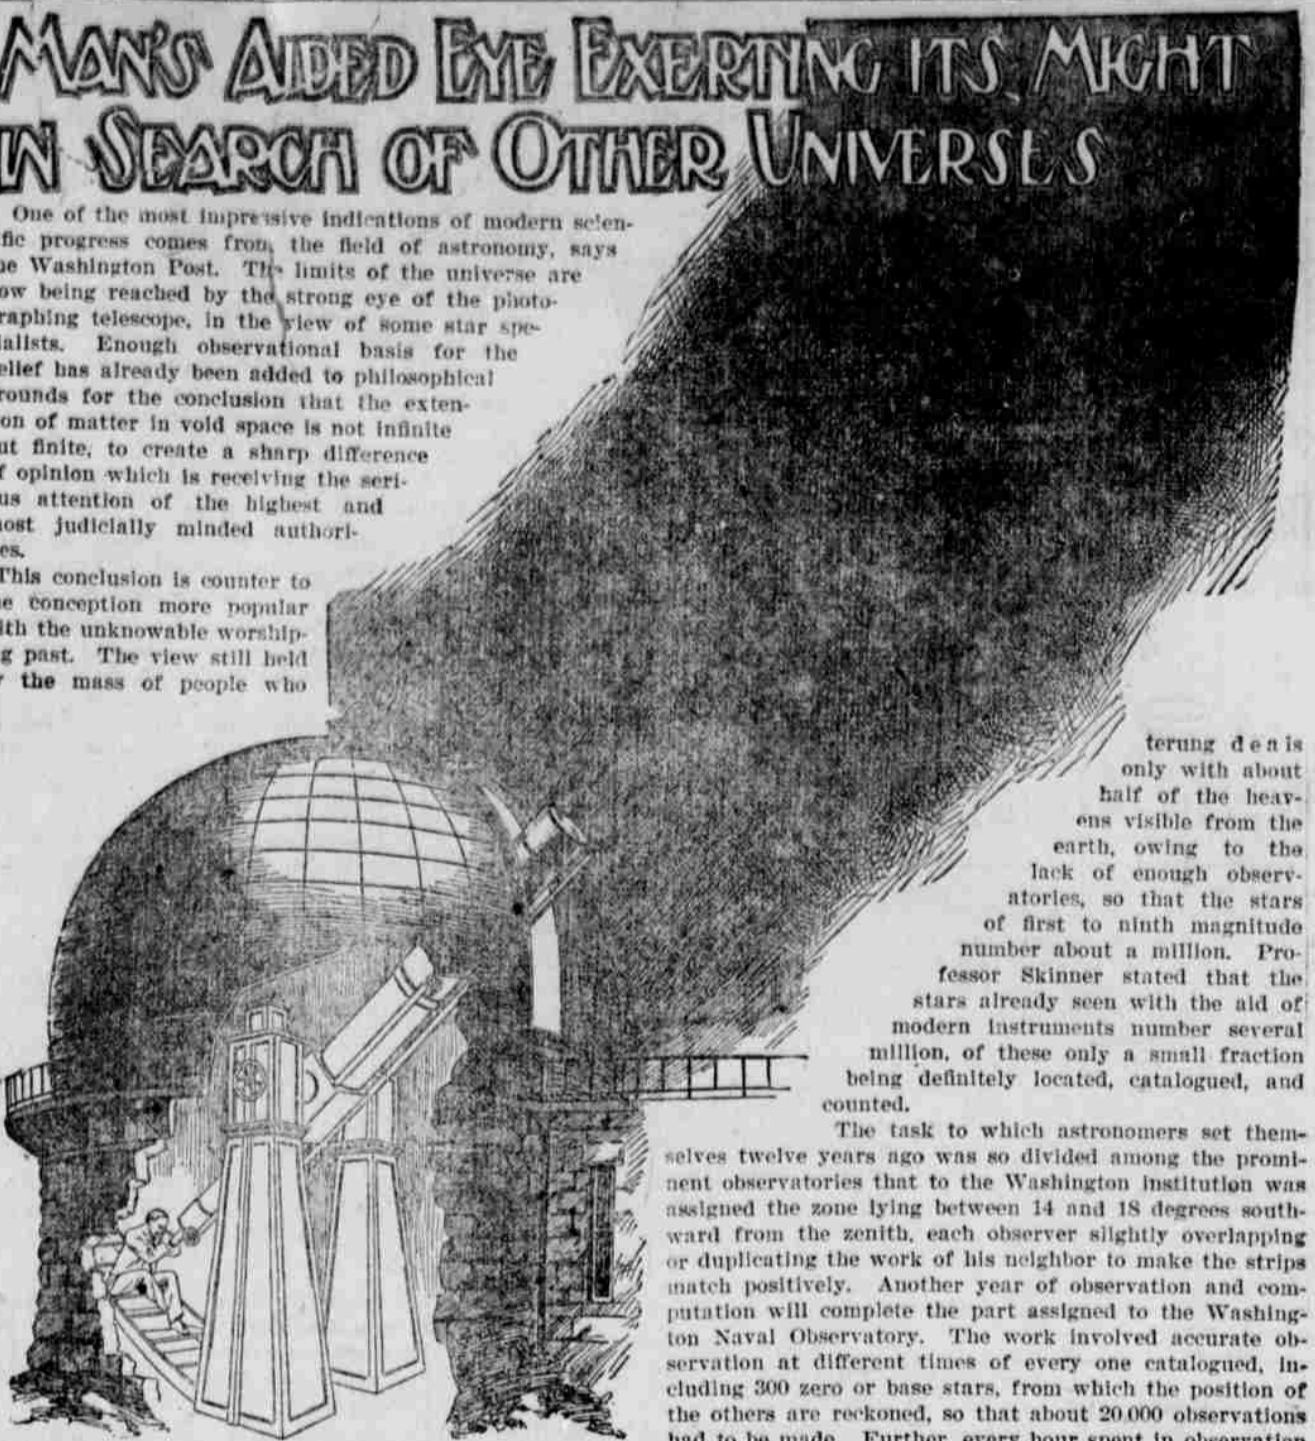 MAN'S AIDED EYE EXERTING ITS MIGHT
IN SEARCH OF OTHER UNIVERSES
One of the most impressive indications of modern scien-
fic progress comes from the field of astronomy, says
he Washington Post. The limits of the universe are
ow being reached by the strong eye of the photo-
raphing telescope, in the view of some star spe-
ialists. Enough observational basis for the
elief has already been added to philosophical
rounds for the conclusion that the exten-
on of matter in void space is not infinite
ut finite, to create a sharp difference
f opinion which is receiving the seri-
us attention of the highest and
ost judicially minded authori-
es.
This conclusion is counter to
e conception more popular
ith the unknowable worship-
g past. The view still held
y the mass of people who
terung deals
only with about
half of the heav-
ens visible from the
earth, owing to the
lack of enough observ-
atories, so that the stars
of first to ninth magnitude
number about a million. Pro-
fessor Skinner stated that the
stars already seen with the aid of
modern instruments number several
million, of these only a small fraction
being definitely located, catalogued, and
counted.
The task to which astronomers set them-
selves twelve years ago was so divided among the promi-
nent observatories that to the Washington institution was
assigned the zone lying between 14 and 18 degrees south-
ward from the zenith, each observer slightly overlapping
or duplicating the work of his neighbor to make the strips
match positively. Another year of observation and com-
putation will complete the part assigned to the Washing-
ton Naval Observatory. The work involved accurate ob-
servation at different times of every one catalogued, in-
cluding 300 zero or base stars, from which the position of
the others are reckoned, so that about 20,000 observations
had to be made. Further, every hour spent in observation